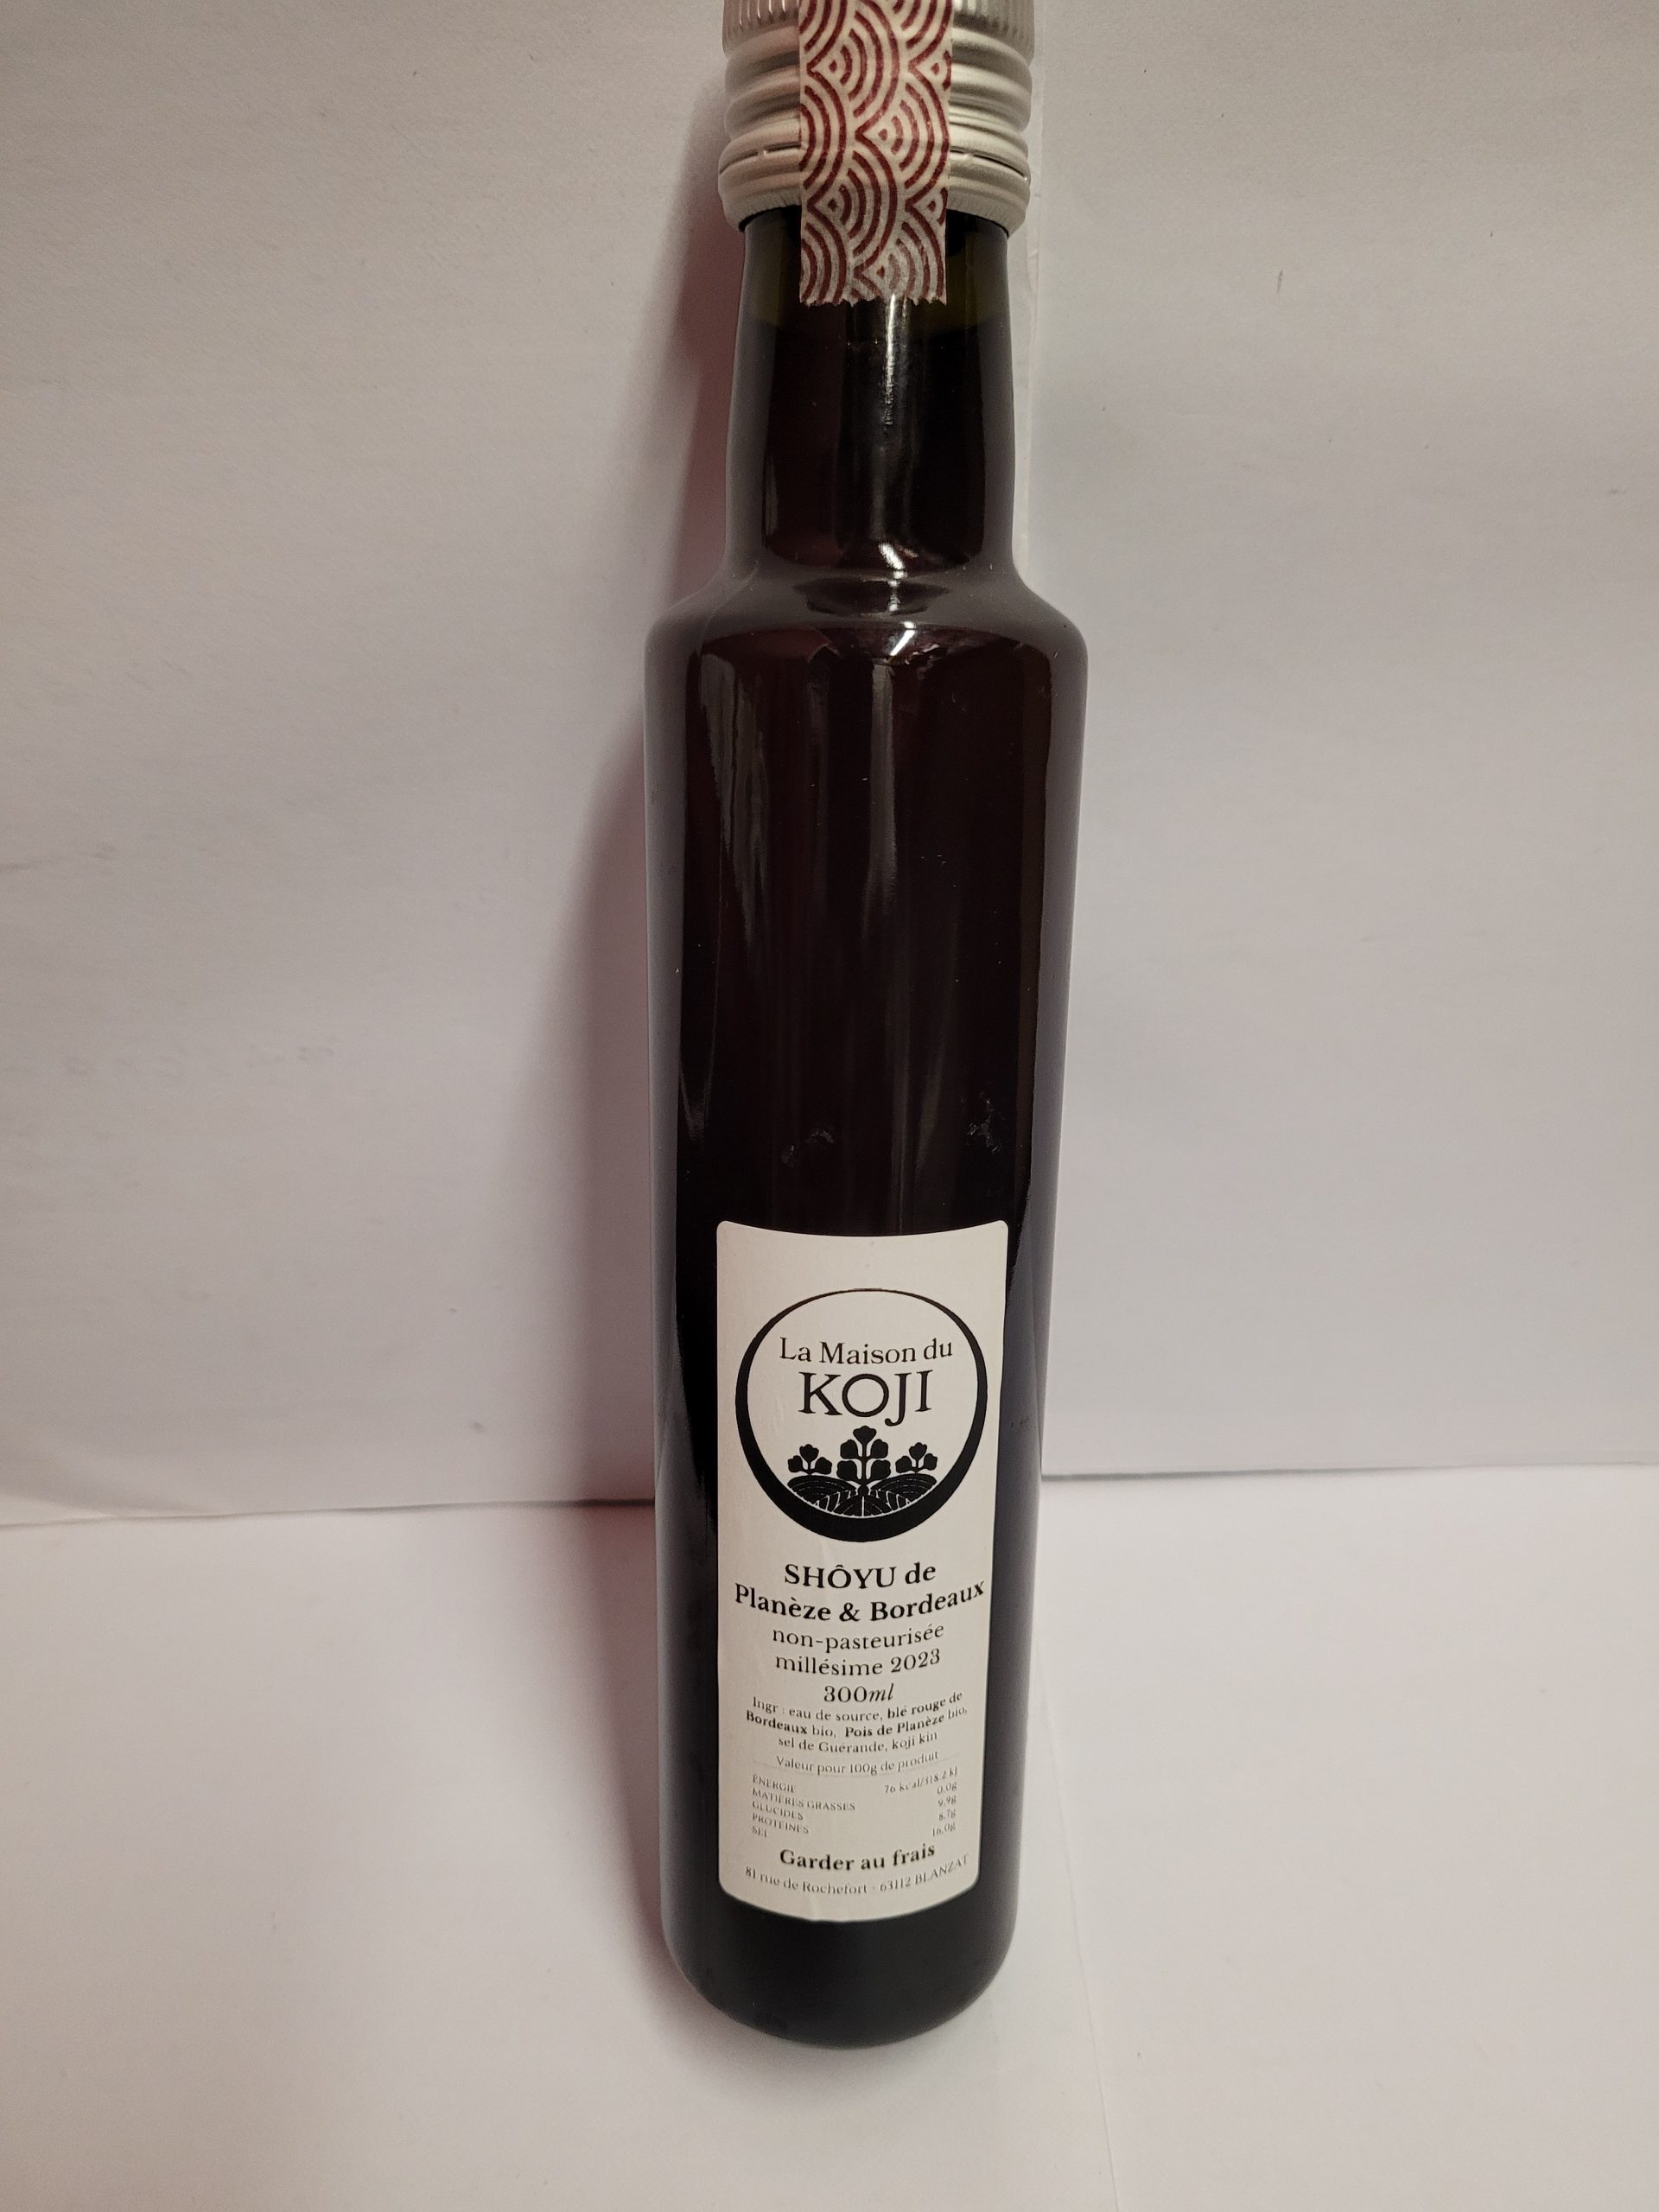 La Maison du
KOJI
SHÔYU de
Planèze & Bordeaux
non-pasteurisée
millésime 2023
300ml
Ingr : eau de source, blé rouge de
Bordeaux bio, Pois de Planèze bio,
sel de Guérande, koji kin
Valeur pour 100g de produit
ÉNERGIE 76 kcal/318.2 kJ
MATIÈRES GRASSES 0.0g
GLUCIDES 9.9g
PROTEINES 8.7g
SEL 16.0g
Garder au frais
81 rue de Rochefort - 63112 BLANZAT